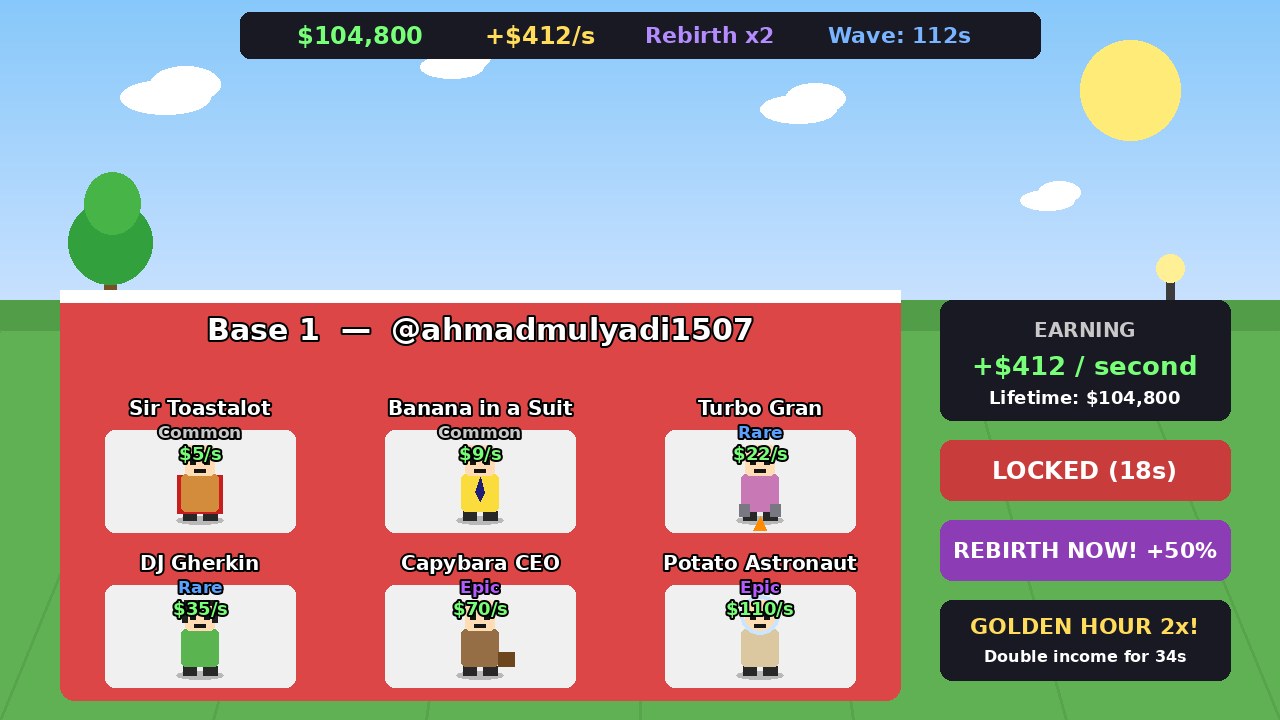 $104,800 +$412/s Rebirth x2 Wave: 112s
Base 1 — @ahmadmulyadi1507
Sir Toastalot
Common
$5/s
Banana in a Suit
Common
$9/s
Turbo Gran
Rare
$22/s
DJ Gherkin
Rare
$35/s
Capybara CEO
Epic
$70/s
Potato Astronaut
Epic
$110/s
EARNING
+$412 / second
Lifetime: $104,800
LOCKED (18s)
REBIRTH NOW! +50%
GOLDEN HOUR 2x!
Double income for 34s